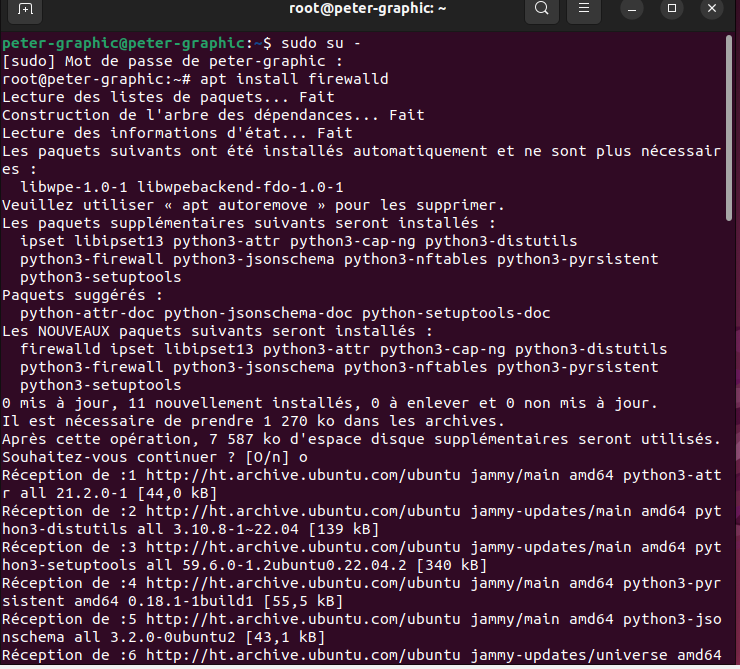 root@peter-graphic: ~
peter-graphic@peter-graphic:~$ sudo su -
[sudo] Mot de passe de peter-graphic :
root@peter-graphic:~# apt install firewalld
Lecture des listes de paquets... Fait
Construction de l'arbre des dépendances... Fait
Lecture des informations d'état... Fait
Les paquets suivants ont été installés automatiquement et ne sont plus nécessair
es :
  libwpe-1.0-1 libwpebackend-fdo-1.0-1
Veuillez utiliser « apt autoremove » pour les supprimer.
Les paquets supplémentaires suivants seront installés :
  ipset libipset13 python3-attr python3-cap-ng python3-distutils
  python3-firewall python3-jsonschema python3-nftables python3-pyrsistent
  python3-setuptools
Paquets suggérés :
  python-attr-doc python-jsonschema-doc python-setuptools-doc
Les NOUVEAUX paquets suivants seront installés :
  firewalld ipset libipset13 python3-attr python3-cap-ng python3-distutils
  python3-firewall python3-jsonschema python3-nftables python3-pyrsistent
  python3-setuptools
0 mis à jour, 11 nouvellement installés, 0 à enlever et 0 non mis à jour.
Il est nécessaire de prendre 1 270 ko dans les archives.
Après cette opération, 7 587 ko d'espace disque supplémentaires seront utilisés.
Souhaitez-vous continuer ? [O/n] o
Réception de :1 http://ht.archive.ubuntu.com/ubuntu jammy/main amd64 python3-att
r all 21.2.0-1 [44,0 kB]
Réception de :2 http://ht.archive.ubuntu.com/ubuntu jammy-updates/main amd64 pyt
hon3-distutils all 3.10.8-1~22.04 [139 kB]
Réception de :3 http://ht.archive.ubuntu.com/ubuntu jammy-updates/main amd64 pyt
hon3-setuptools all 59.6.0-1.2ubuntu0.22.04.2 [340 kB]
Réception de :4 http://ht.archive.ubuntu.com/ubuntu jammy/main amd64 python3-pyr
sistent amd64 0.18.1-1build1 [55,5 kB]
Réception de :5 http://ht.archive.ubuntu.com/ubuntu jammy/main amd64 python3-jso
nschema all 3.2.0-0ubuntu2 [43,1 kB]
Réception de :6 http://ht.archive.ubuntu.com/ubuntu jammy-updates/universe amd64